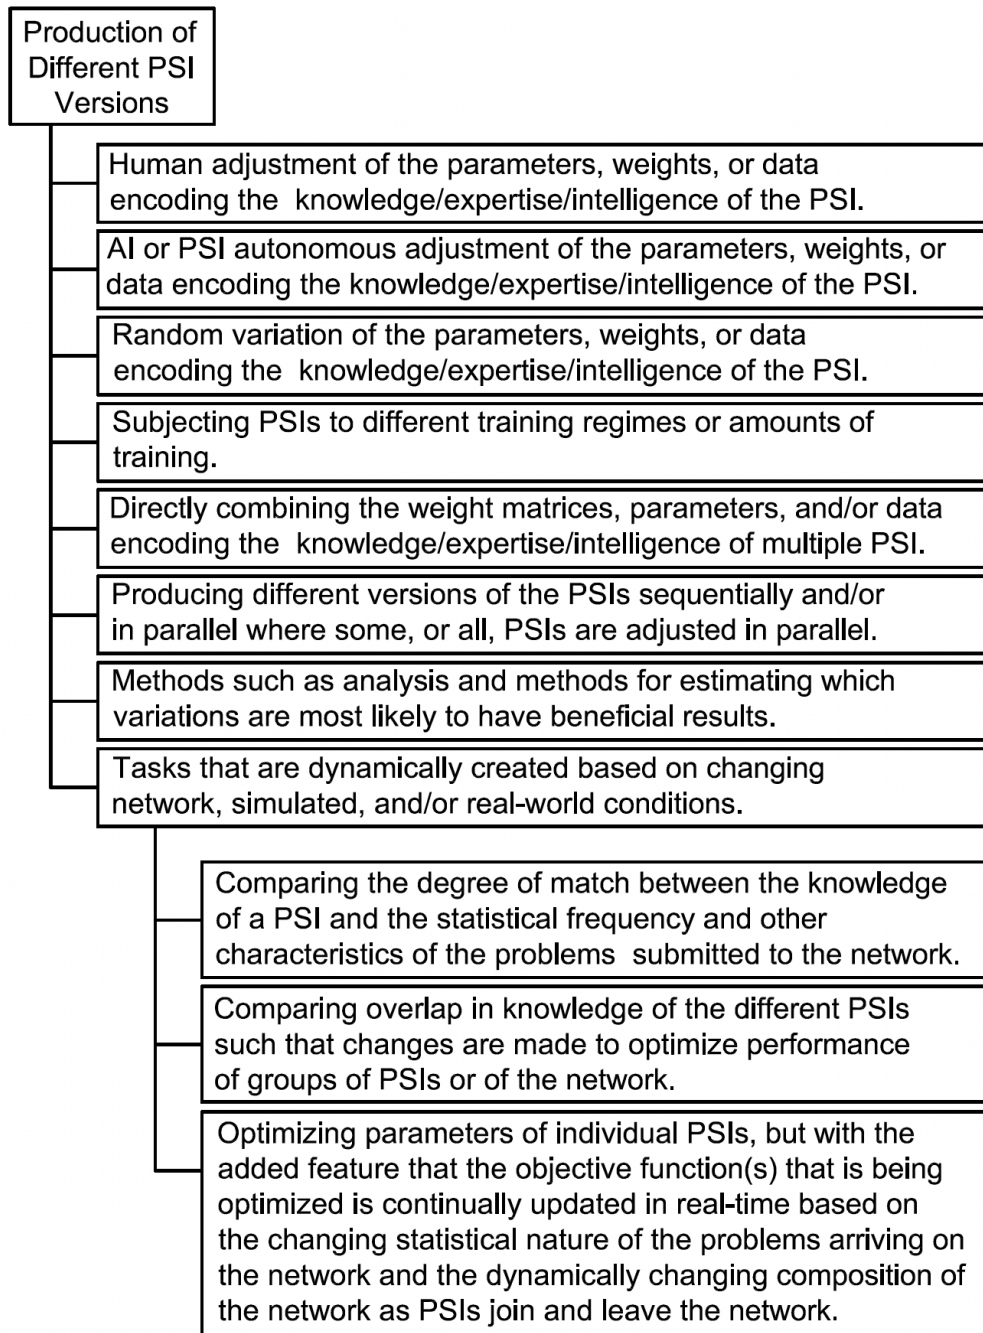 Production of
Different PSI
Versions
Human adjustment of the parameters, weights, or data
encoding the knowledge/expertise/intelligence of the PSI.
AI or PSI autonomous adjustment of the parameters, weights, or
data encoding the knowledge/expertise/intelligence of the PSI.
Random variation of the parameters, weights, or data
encoding the knowledge/expertise/intelligence of the PSI.
Subjecting PSIs to different training regimes or amounts of
training.
Directly combining the weight matrices, parameters, and/or data
encoding the knowledge/expertise/intelligence of multiple PSI.
Producing different versions of the PSIs sequentially and/or
in parallel where some, or all, PSIs are adjusted in parallel.
Methods such as analysis and methods for estimating which
variations are most likely to have beneficial results.
Tasks that are dynamically created based on changing
network, simulated, and/or real-world conditions.
Comparing the degree of match between the knowledge
of a PSI and the statistical frequency and other
characteristics of the problems submitted to the network.
Comparing overlap in knowledge of the different PSIs
such that changes are made to optimize performance
of groups of PSIs or of the network.
Optimizing parameters of individual PSIs, but with the
added feature that the objective function(s) that is being
optimized is continually updated in real-time based on
the changing statistical nature of the problems arriving on
the network and the dynamically changing composition of
the network as PSIs join and leave the network.